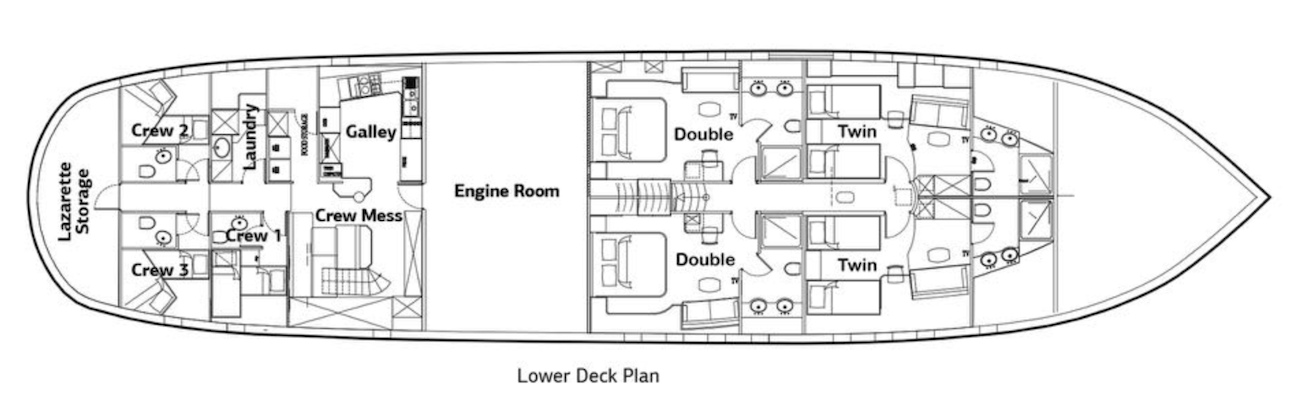 Lazarette
Storage
Crew 2
Crew 3
Laundry
Crew 1
FOOD STORAGE
Galley
Crew Mess
Engine Room
Double
TV
Double
TV
Twin
TV
Twin
TV
Lower Deck Plan